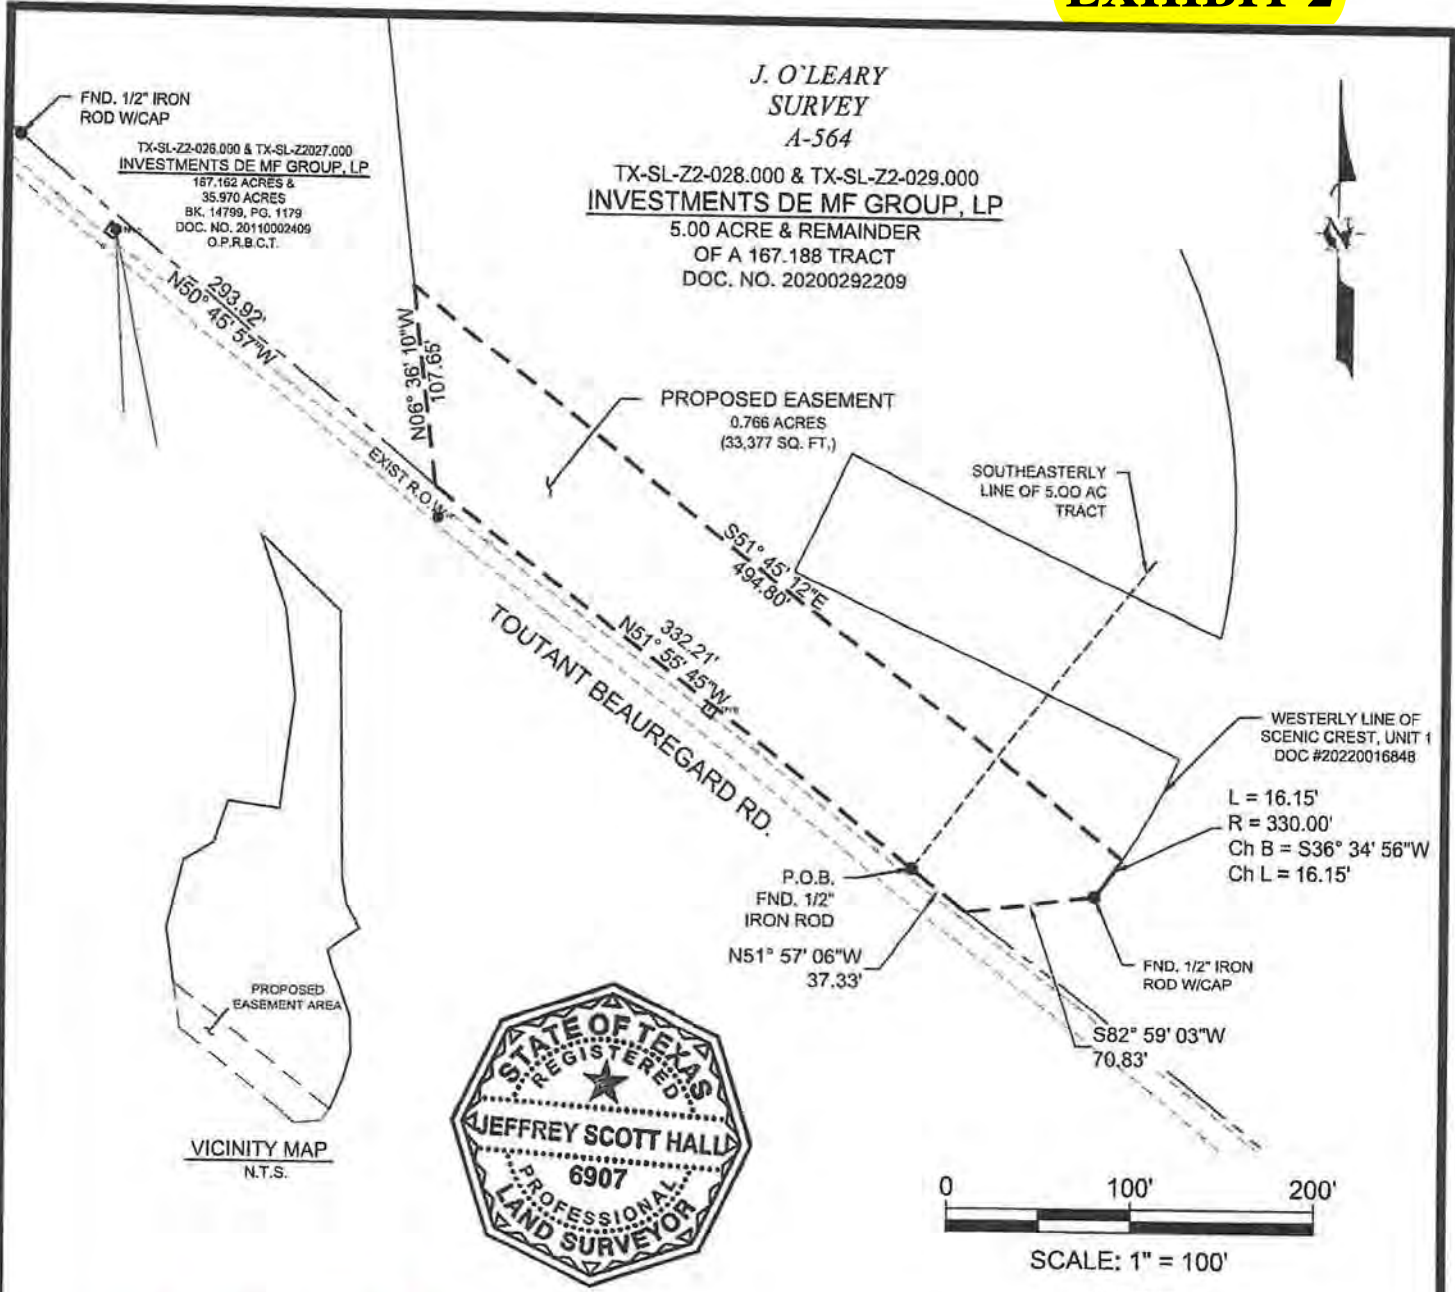 EXHIBIT 2
J. O`LEARY
SURVEY
A-564
TX-SL-Z2-028.000 & TX-SL-Z2-029.000
INVESTMENTS DE MF GROUP, LP
5.00 ACRE & REMAINDER
OF A 167.188 TRACT
DOC. NO. 20200292209
FND. 1/2" IRON
ROD W/CAP
TX-SL-Z2-026.000 & TX-SL-Z2027.000
INVESTMENTS DE MF GROUP, LP
167.162 ACRES &
35.970 ACRES
BK. 14799, PG. 1179
DOC. NO. 20110002409
O.P.R.B.C.T.
N
293.92'
N50° 45' 57"W
N06° 36' 10"W
107.65'
EXIST R.O.W.
PROPOSED EASEMENT
0.766 ACRES
(33,377 SQ. FT.)
SOUTHEASTERLY
LINE OF 5.00 AC
TRACT
S51° 45' 12"E
494.80'
332.21'
N51° 55' 45"W
TOUTANT BEAUREGARD RD.
WESTERLY LINE OF
SCENIC CREST, UNIT 1
DOC #20220016848
L = 16.15'
R = 330.00'
Ch B = S36° 34' 56"W
Ch L = 16.15'
P.O.B.
FND. 1/2"
IRON ROD
N51° 57' 06"W
37.33'
FND. 1/2" IRON
ROD W/CAP
S82° 59' 03"W
70.83'
PROPOSED
EASEMENT AREA
VICINITY MAP
N.T.S.
STATE OF TEXAS
REGISTERED
JEFFREY SCOTT HALL
6907
PROFESSIONAL
LAND SURVEYOR
0 100' 200'
SCALE: 1" = 100'